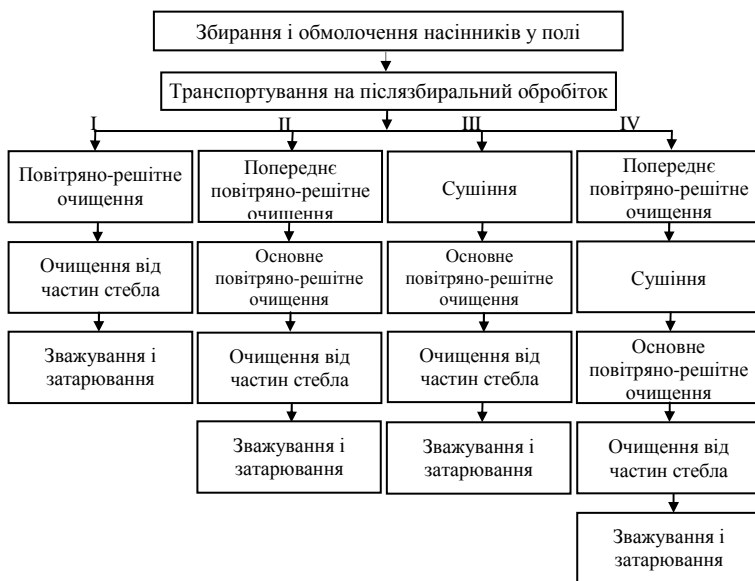 Збирання і обмолочення насінників у полі
Транспортування на післязбиральний обробіток
I
II
III
IV
Повітряно-решітне
очищення
Очищення від
частин стебла
Зважування і
затарювання
Попереднє
повітряно-решітне
очищення
Основне
повітряно-решітне
очищення
Очищення від
частин стебла
Зважування і
затарювання
Сушіння
Основне
повітряно-решітне
очищення
Очищення від
частин стебла
Зважування і
затарювання
Попереднє
повітряно-решітне
очищення
Сушіння
Основне
повітряно-решітне
очищення
Очищення від
частин стебла
Зважування і
затарювання